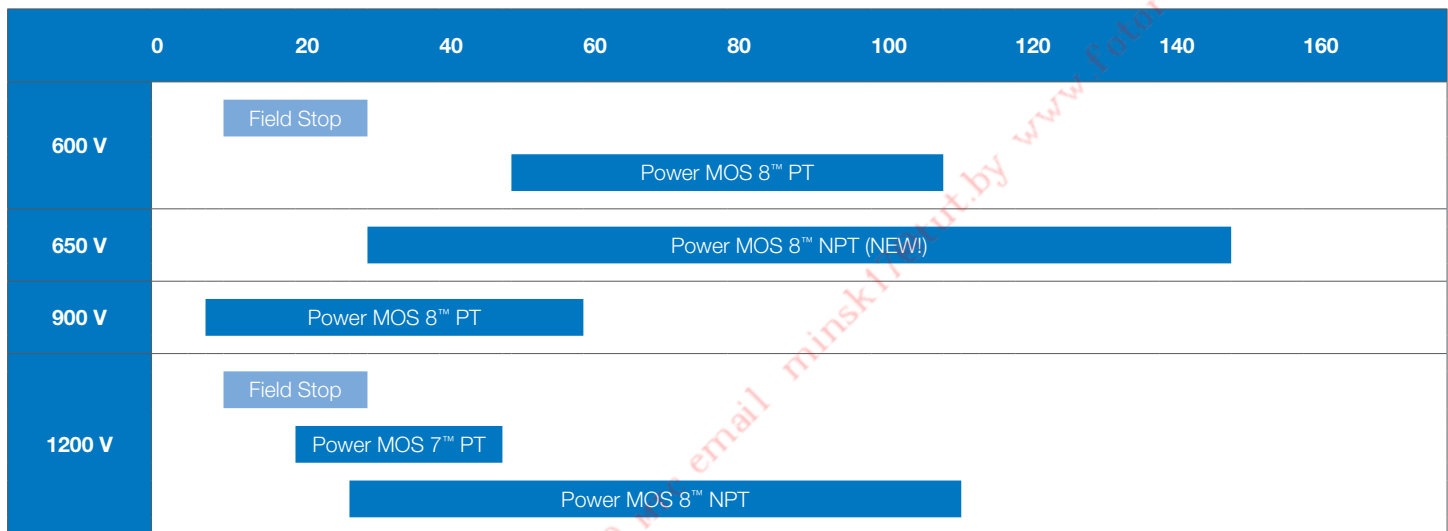 0 20 40 60 80 100 120 140 160
600 V
Field Stop
Power MOS 8™ PT
650 V
Power MOS 8™ NPT (NEW!)
900 V
Power MOS 8™ PT
1200 V
Field Stop
Power MOS 7™ PT
Power MOS 8™ NPT
email